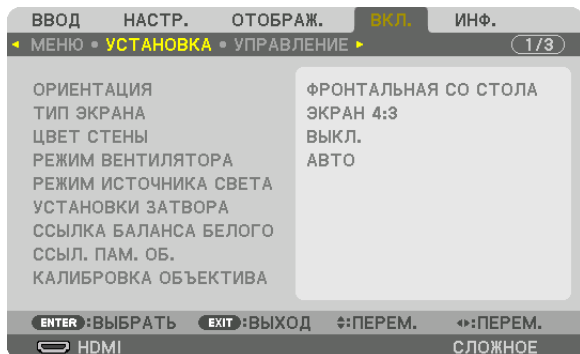 ВВОД НАСТР. ОТОБРАЖ. ВКЛ. ИНФ.
◂ МЕНЮ • УСТАНОВКА • УПРАВЛЕНИЕ ▸ 1/3
ОРИЕНТАЦИЯ ФРОНТАЛЬНАЯ СО СТОЛА
ТИП ЭКРАНА ЭКРАН 4:3
ЦВЕТ СТЕНЫ ВЫКЛ.
РЕЖИМ ВЕНТИЛЯТОРА АВТО
РЕЖИМ ИСТОЧНИКА СВЕТА
УСТАНОВКИ ЗАТВОРА
ССЫЛКА БАЛАНСА БЕЛОГО
ССЫЛ. ПАМ. ОБ.
КАЛИБРОВКА ОБЪЕКТИВА
ENTER :ВЫБРАТЬ EXIT :ВЫХОД :ПЕРЕМ. :ПЕРЕМ.
HDMI СЛОЖНОЕ